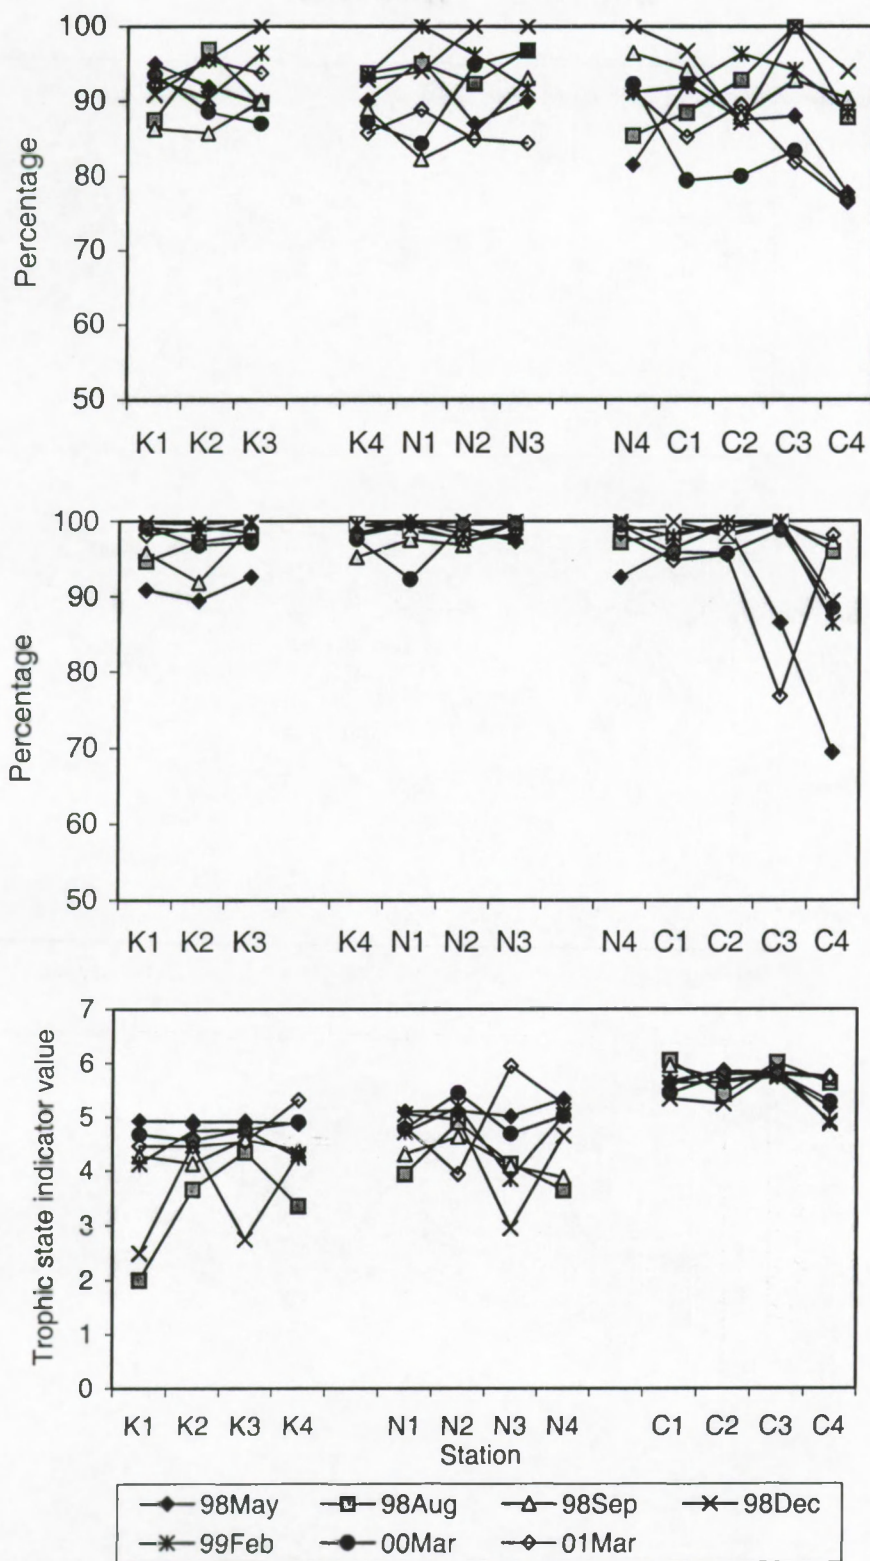 100
90
80
70
60
50
Percentage
K1 K2 K3 K4 N1 N2 N3 N4 C1 C2 C3 C4
100
90
80
70
60
50
Percentage
K1 K2 K3 K4 N1 N2 N3 N4 C1 C2 C3 C4
7
6
5
4
3
2
1
0
Trophic state indicator value
K1 K2 K3 K4 N1 N2 N3 N4 C1 C2 C3 C4
Station
98May 98Aug 98Sep 98Dec
99Feb 00Mar 01Mar